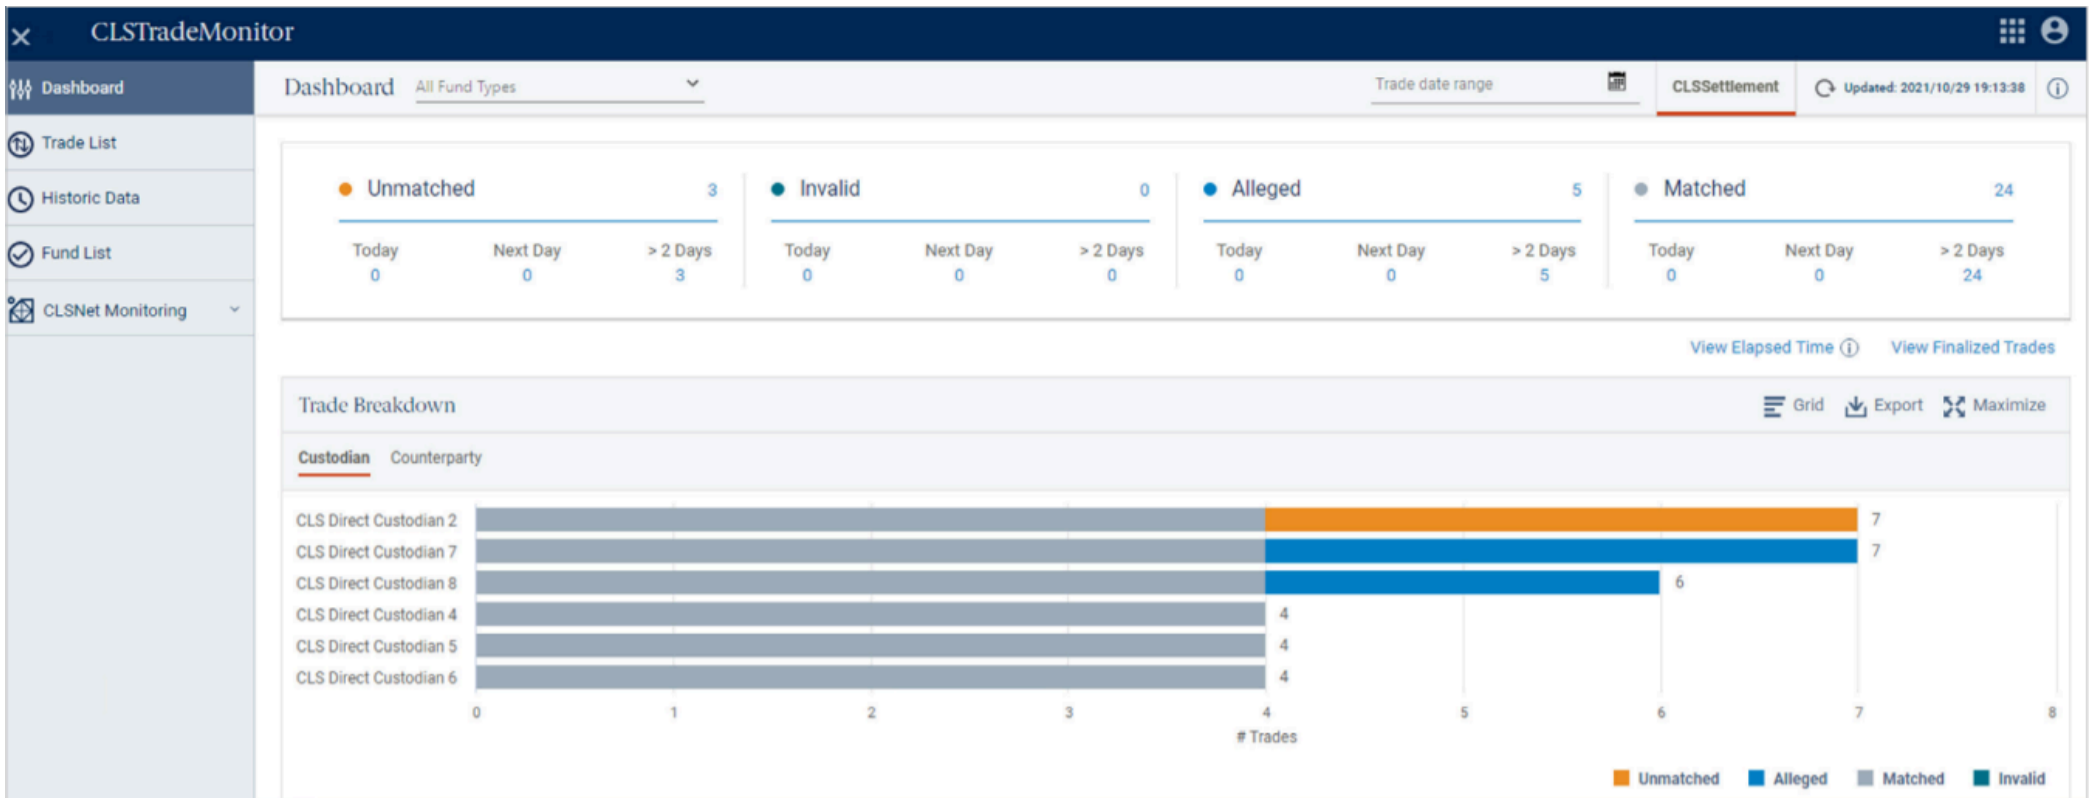 CLSTradeMonitor
Dashboard
Trade List
Historic Data
Fund List
CLSNet Monitoring
Dashboard All Fund Types Trade date range CLSSettlement Updated: 2021/10/29 19:13:38
Unmatched 3 Invalid 0 Alleged 5 Matched 24
Today Next Day > 2 Days Today Next Day > 2 Days Today Next Day > 2 Days Today Next Day > 2 Days
0 0 3 0 0 0 0 0 5 0 0 24
View Elapsed Time View Finalized Trades
Trade Breakdown Grid Export Maximize
Custodian Counterparty
CLS Direct Custodian 2 7
CLS Direct Custodian 7 7
CLS Direct Custodian 8 6
CLS Direct Custodian 4 4
CLS Direct Custodian 5 4
CLS Direct Custodian 6 4
0 1 2 3 4 5 6 7 8
# Trades
Unmatched Alleged Matched Invalid